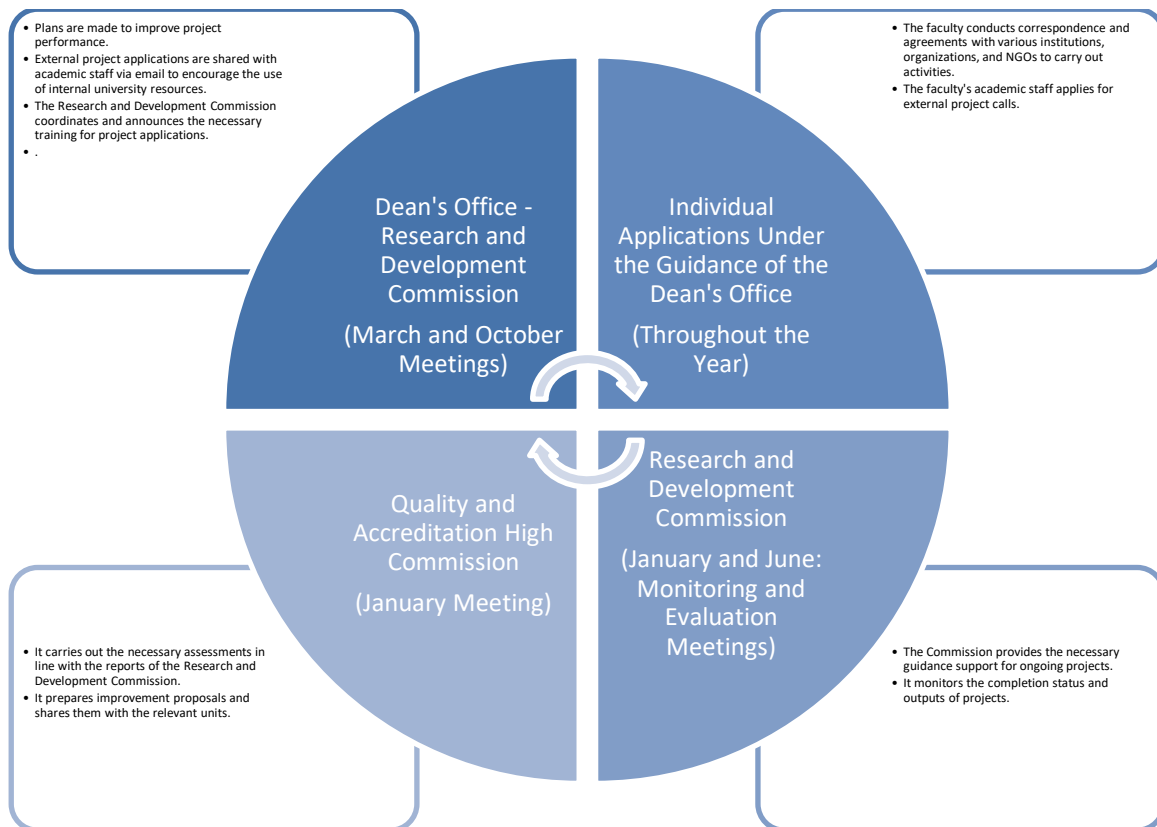 • Plans are made to improve project
performance.
• External project applications are shared with
academic staff via email to encourage the use
of internal university resources.
• The Research and Development Commission
coordinates and announces the necessary
training for project applications.
• .
• The faculty conducts correspondence and
agreements with various institutions,
organizations, and NGOs to carry out
activities.
• The faculty's academic staff applies for
external project calls.
Dean's Office -
Research and
Development
Commission
(March and October
Meetings)
Individual
Applications Under
the Guidance of the
Dean's Office
(Throughout the
Year)
Quality and
Accreditation High
Commission
(January Meeting)
Research and
Development
Commission
(January and June:
Monitoring and
Evaluation
Meetings)
• It carries out the necessary assessments in
line with the reports of the Research and
Development Commission.
• It prepares improvement proposals and
shares them with the relevant units.
• The Commission provides the necessary
guidance support for ongoing projects.
• It monitors the completion status and
outputs of projects.